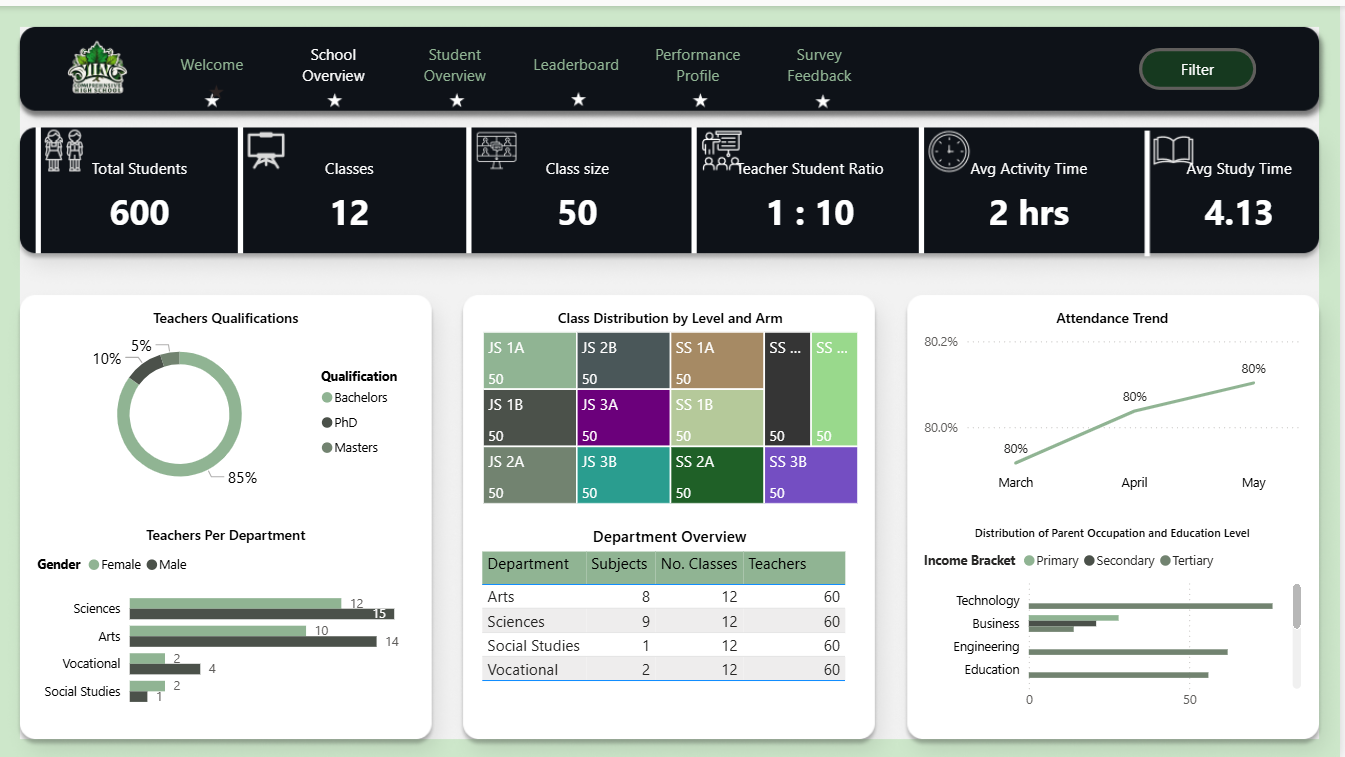 COMPREHENSIVE
HIGH SCHOOL
Welcome
School
Overview
Student
Overview
Leaderboard
Performance
Profile
Survey
Feedback
Filter
Total Students
600
Classes
12
Class size
50
Teacher Student Ratio
1 : 10
Avg Activity Time
2 hrs
Avg Study Time
4.13
Teachers Qualifications
5%
10%
85%
Qualification
Bachelors
PhD
Masters
Teachers Per Department
Gender Female Male
Sciences 12
15
Arts 10
14
Vocational 2
4
Social Studies 2
1
Class Distribution by Level and Arm
JS 1A JS 2B SS 1A SS ... SS ...
50 50 50
JS 1B JS 3A SS 1B
50 50 50 50 50
JS 2A JS 3B SS 2A SS 3B
50 50 50 50
Department Overview
Department Subjects No. Classes Teachers
Arts 8 12 60
Sciences 9 12 60
Social Studies 1 12 60
Vocational 2 12 60
Attendance Trend
80.2%
80.0%
80%
80%
80%
March April May
Distribution of Parent Occupation and Education Level
Income Bracket Primary Secondary Tertiary
Technology
Business
Engineering
Education
0 50